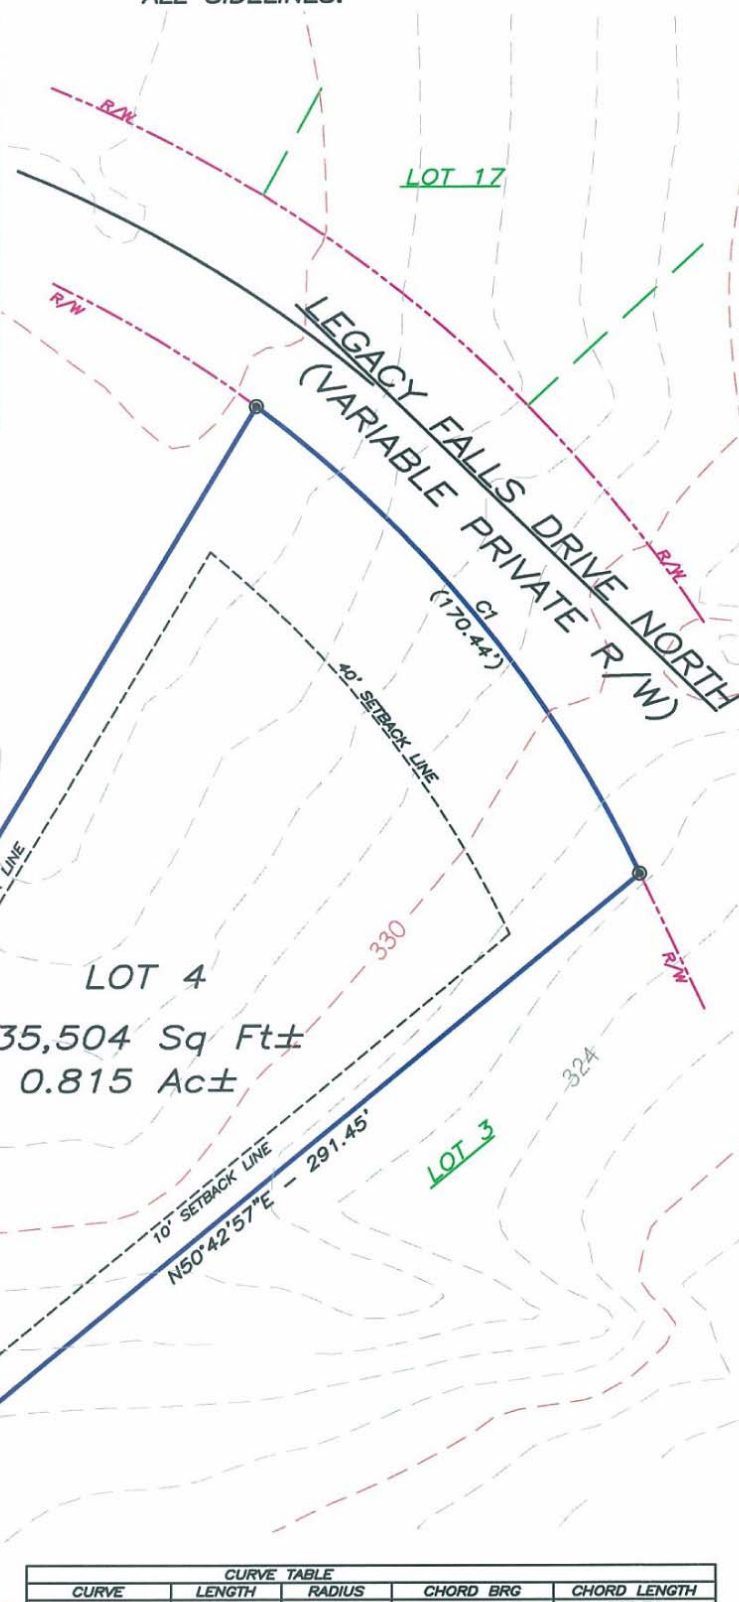 ALL SIDELINES.
R/W
LOT 17
R/W
LEGACY FALLS DRIVE NORTH
(VARIABLE PRIVATE R/W)
R/W
C1
(170.44')
40' SETBACK LINE
LINE
330
LOT 4
35,504 Sq Ft±
0.815 Ac±
R/W
324
LOT 3
10' SETBACK LINE
N50°42'57"E - 291.45'
CURVE TABLE
CURVE LENGTH RADIUS CHORD BRG CHORD LENGTH